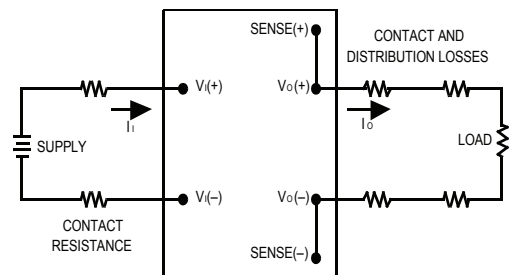 SENSE(+)
CONTACT AND
DISTRIBUTION LOSSES
VI(+)
VO(+)
II
IO
SUPPLY
LOAD
VI(–)
VO(–)
CONTACT
RESISTANCE
SENSE(–)